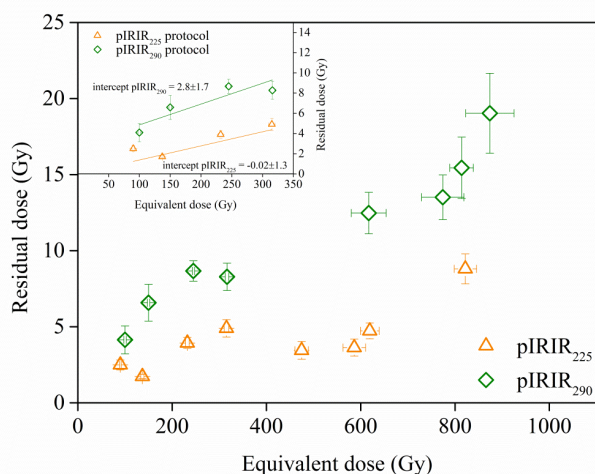 25
20
15
10
5
0
Residual dose (Gy)
0 200 400 600 800 1000
Equivalent dose (Gy)
pIRIR₂₂₅
pIRIR₂₉₀
pIRIR₂₂₅ protocol
pIRIR₂₉₀ protocol
intercept pIRIR₂₉₀ = 2.8±1.7
intercept pIRIR₂₂₅ = -0.02±1.3
14
12
10
8
6
4
2
0
Residual dose (Gy)
50 100 150 200 250 300 350
Equivalent dose (Gy)